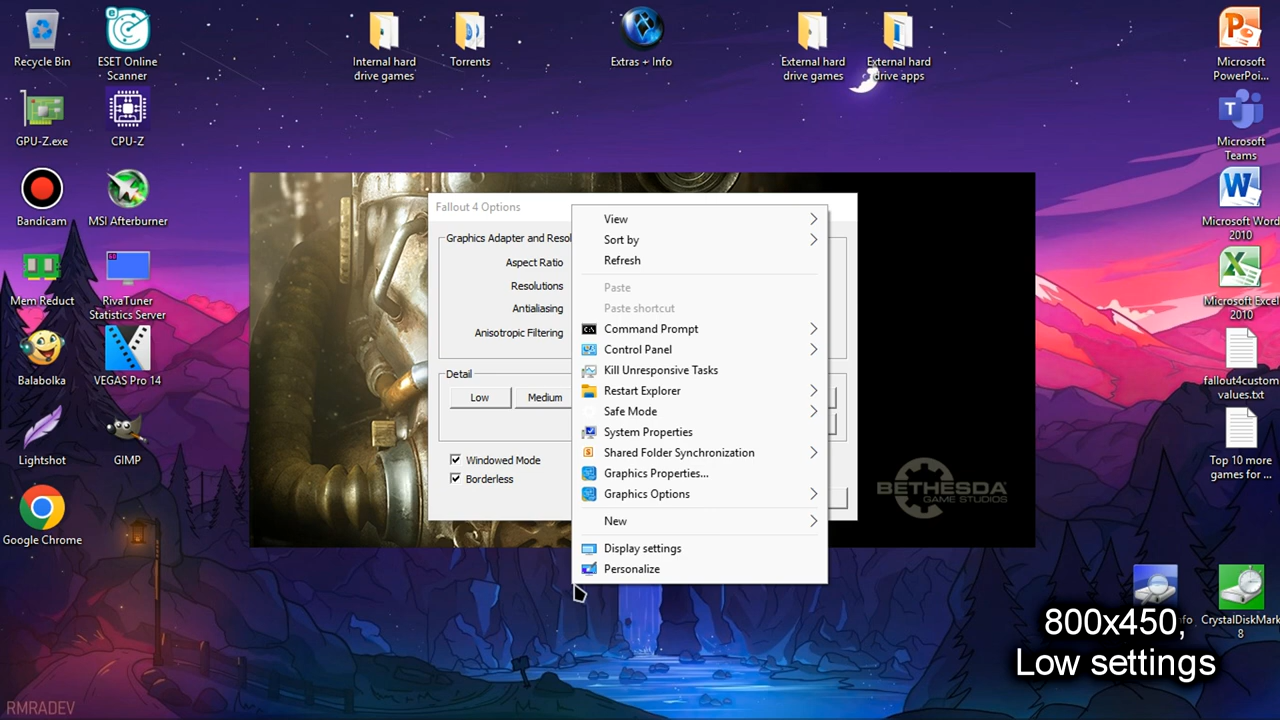 Recycle Bin
ESET Online
Scanner
Internal hard
drive games
Torrents
Extras + Info
External hard
drive games
External hard
drive apps
Microsoft
PowerPoi...
GPU-Z.exe
CPU-Z
Microsoft
Teams
Bandicam
MSI Afterburner
Microsoft Word
2010
Mem Reduct
RivaTuner
Statistics Server
Microsoft Excel
2010
Balabolka
VEGAS Pro 14
fallout4custom
values.txt
Lightshot
GIMP
Top 10 more
games for ...
Google Chrome
Fallout 4 Options
Graphics Adapter and Resol
Aspect Ratio
Resolutions
Antialiasing
Anisotropic Filtering
Detail
Low
Medium
Windowed Mode
Borderless
View
Sort by
Refresh
Paste
Paste shortcut
Command Prompt
Control Panel
Kill Unresponsive Tasks
Restart Explorer
Safe Mode
System Properties
Shared Folder Synchronization
Graphics Properties...
Graphics Options
New
Display settings
Personalize
BETHESDA
GAME STUDIOS
CrystalDiskMark
8
800x450,
Low settings
RMRADEV